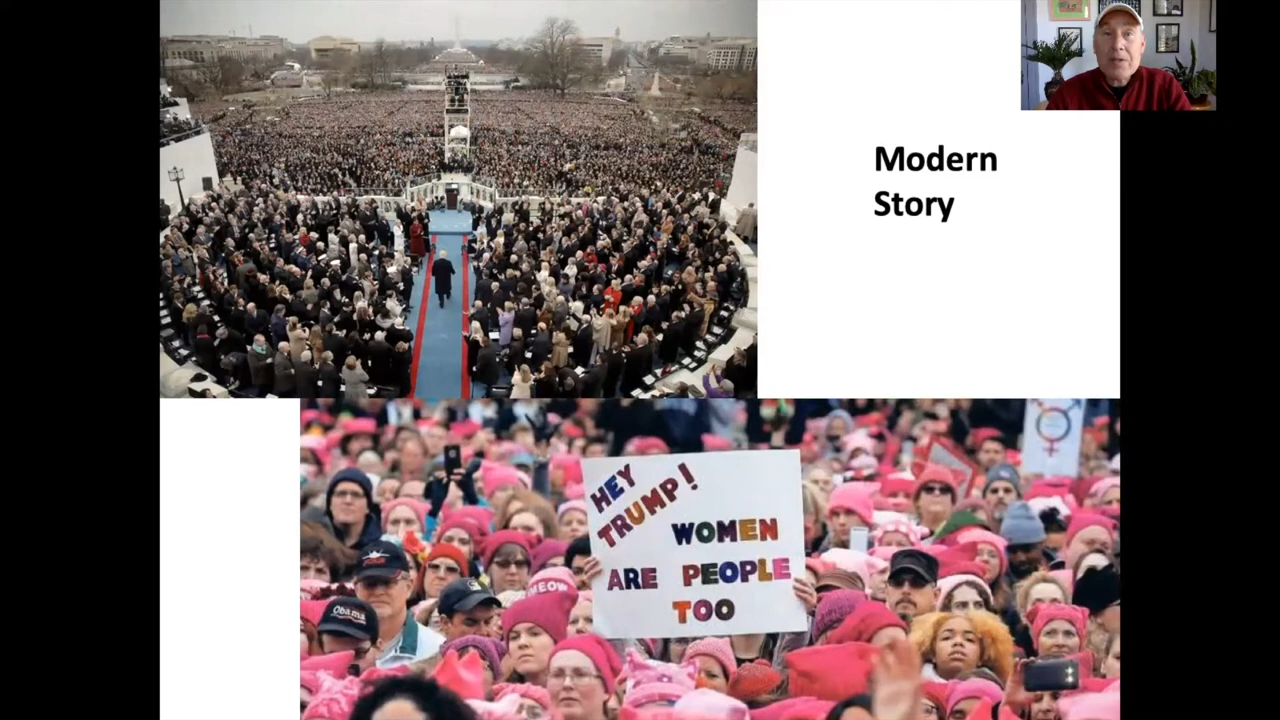 Modern
Story
HEY
TRUMP!
WOMEN
ARE PEOPLE
TOO
MEOW
Obama